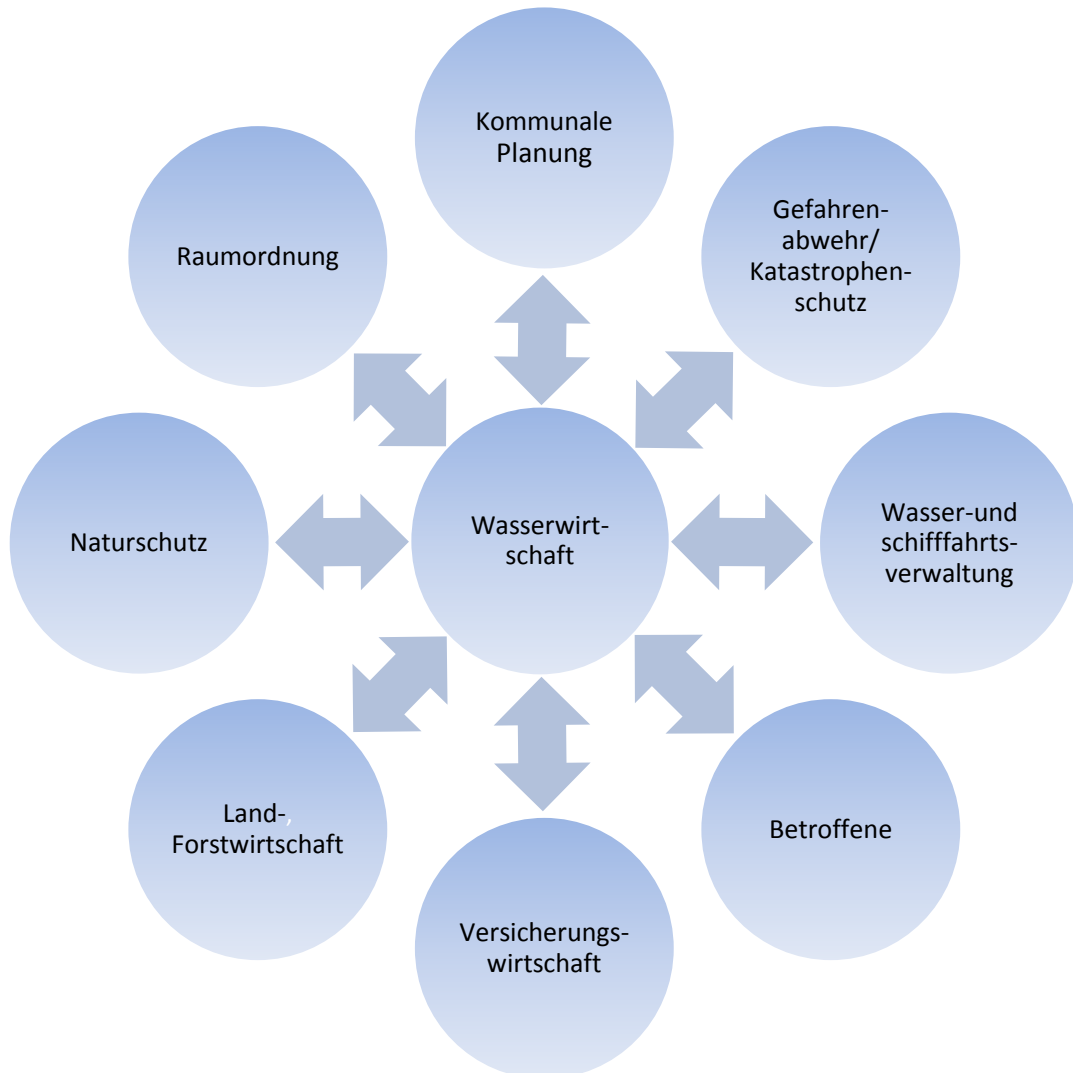 Kommunale
Planung
Gefahren-
abwehr/
Katastrophen-
schutz
Raumordnung
Naturschutz
Wasserwirt-
schaft
Wasser-und
schifffahrts-
verwaltung
Land-,
Forstwirtschaft
Betroffene
Versicherungs-
wirtschaft